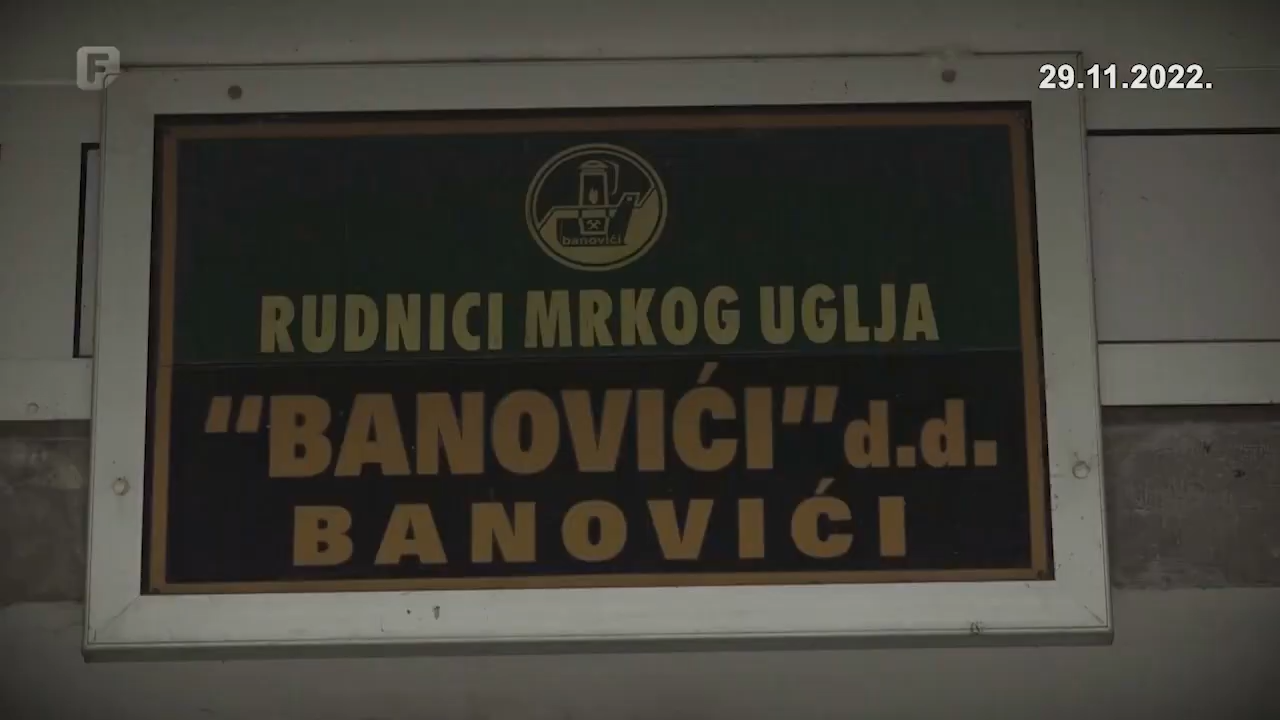 F
29.11.2022.
banovići
RUDNICI MRKOG UGLJA
"BANOVIĆI" d.d.
BANOVIĆI